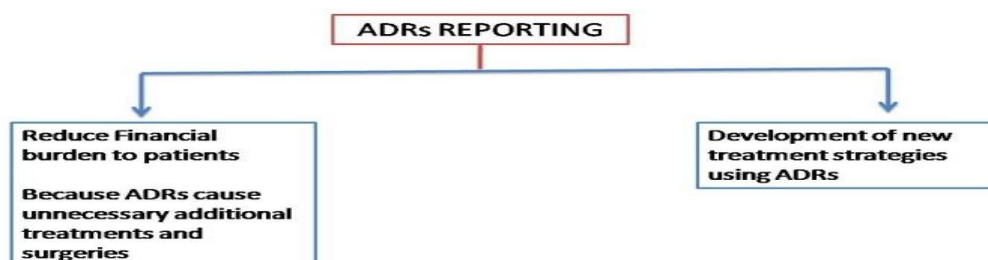 ADRs REPORTING
Reduce Financial
burden to patients
Because ADRs cause
unnecessary additional
treatments and
surgeries
Development of new
treatment strategies
using ADRs